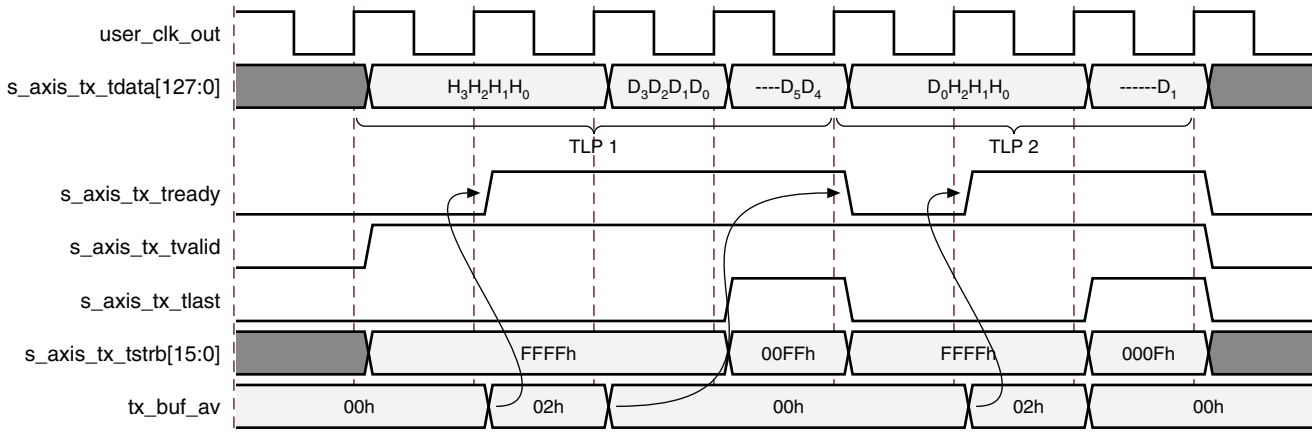 user_clk_out
s_axis_tx_tdata[127:0] H3H2H1H0 D3D2D1D0 ----D5D4 D0H2H1H0 ------D1
TLP 1 TLP 2
s_axis_tx_tready
s_axis_tx_tvalid
s_axis_tx_tlast
s_axis_tx_tstrb[15:0] FFFFh 00FFh FFFFh 000Fh
tx_buf_av 00h 02h 00h 02h 00h